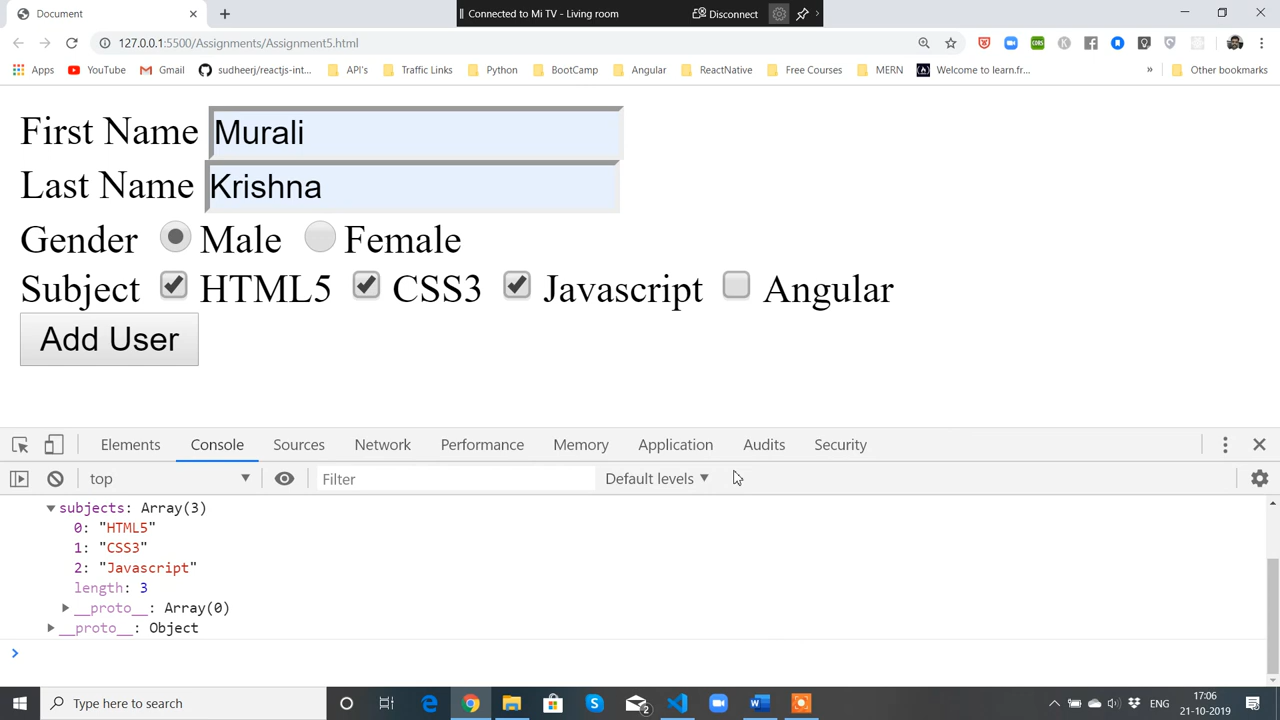 Document
Connected to Mi TV - Living room
Disconnect
127.0.0.1:5500/Assignments/Assignment5.html
Apps
YouTube
Gmail
sudheerj/reactjs-int...
API's
Traffic Links
Python
BootCamp
Angular
ReactNative
Free Courses
MERN
Welcome to learn.fr...
»
Other bookmarks
First Name Murali
Last Name Krishna
Gender Male Female
Subject HTML5 CSS3 Javascript Angular
Add User
Elements Console Sources Network Performance Memory Application Audits Security
top Filter Default levels
subjects: Array(3)
0: "HTML5"
1: "CSS3"
2: "Javascript"
length: 3
__proto__: Array(0)
__proto__: Object
>
Type here to search
2
ENG
17:06
21-10-2019